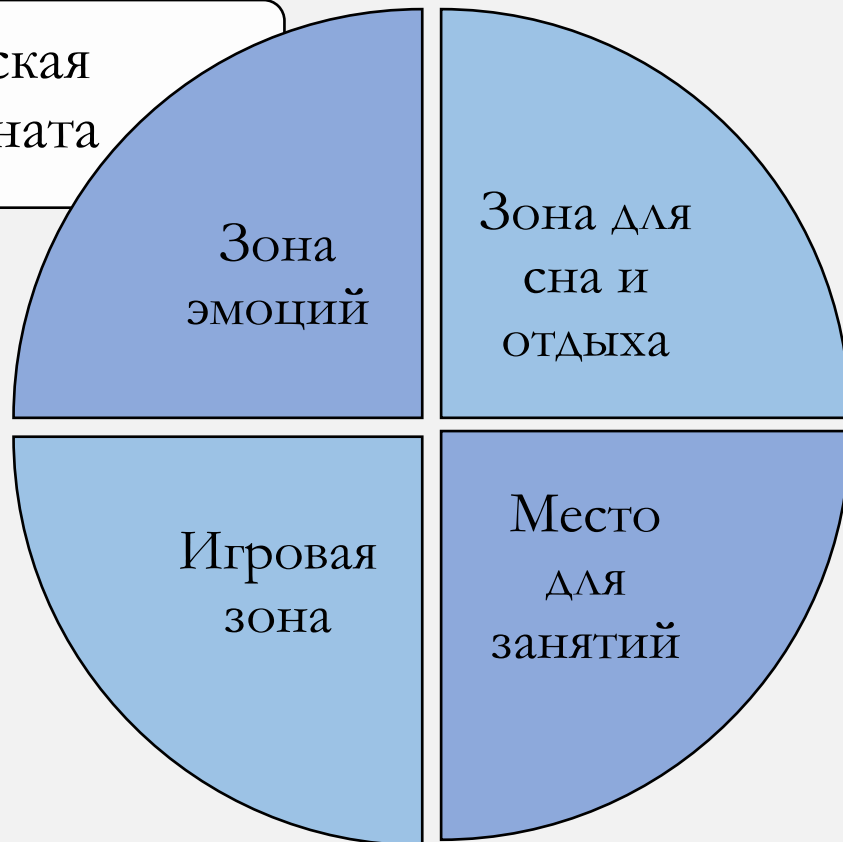 ская
ната
Зона
эмоций
Зона для
сна и
отдыха
Игровая
зона
Место
для
занятий